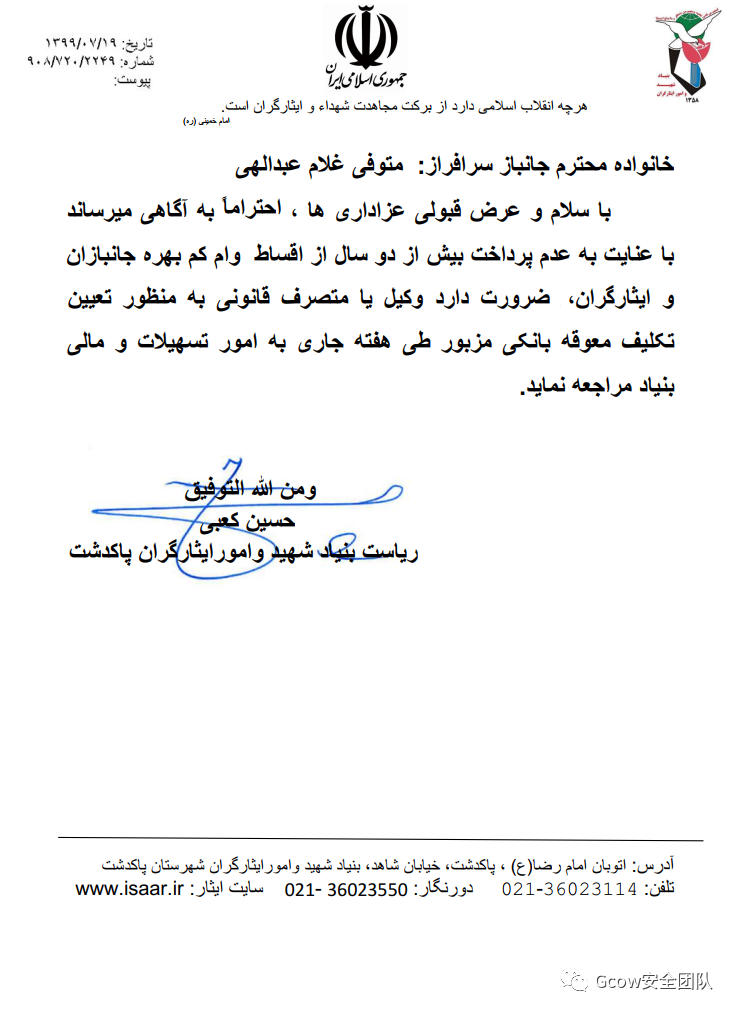 جمهوری اسلامی ایران
تاریخ: ۱۳۹۹/۰۷/۱۹
شماره: ۹۰۸/۷۲۰/۲۲۴۹
پیوست:
بنیاد
شهید
و امور ایثارگران
۱۳۵۸
هرچه انقلاب اسلامی دارد از برکت مجاهدت شهداء و ایثارگران است.
امام خمینی (ره)
خانواده محترم جانباز سرافراز: متوفی غلام عبدالهی
با سلام و عرض قبولی عزاداری ها ، احتراماً به آگاهی میرساند
با عنایت به عدم پرداخت بیش از دو سال از اقساط وام کم بهره جانبازان
و ایثارگران، ضرورت دارد وکیل یا متصرف قانونی به منظور تعیین
تکلیف معوقه بانکی مزبور طی هفته جاری به امور تسهیلات و مالی
بنیاد مراجعه نماید.
ومن الله التوفیق
حسین کعبی
ریاست بنیاد شهید وامورایثارگران پاکدشت
آدرس: اتوبان امام رضا(ع) ، پاکدشت، خیابان شاهد، بنیاد شهید وامورایثارگران شهرستان پاکدشت
تلفن: 36023114-021 دورنگار: 36023550 -021 سایت ایثار: www.isaar.ir
Gcow安全团队